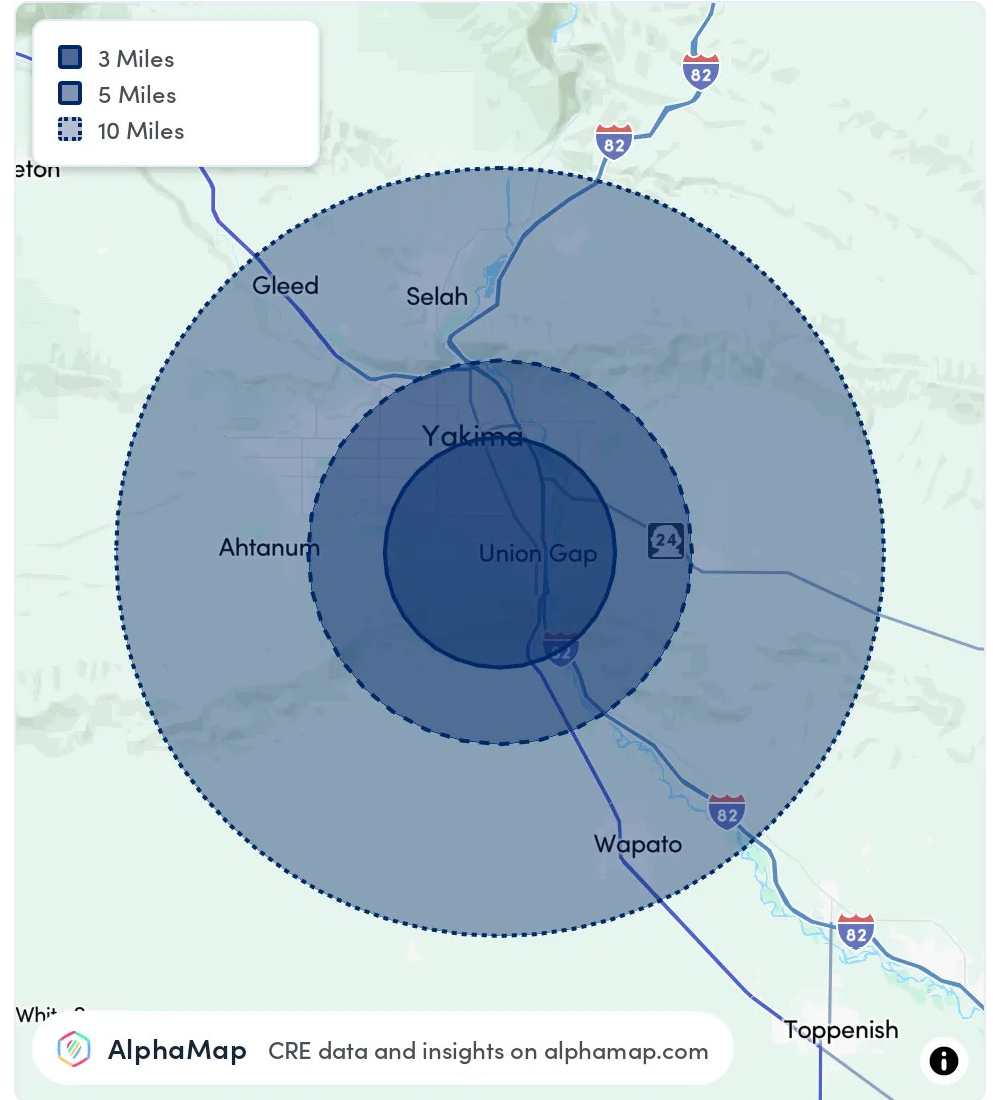 3 Miles
5 Miles
10 Miles
82
82
eton
Gleed
Selah
Yakima
24
Ahtanum
Union Gap
82
82
Wapato
82
Toppenish
AlphaMap CRE data and insights on alphamap.com